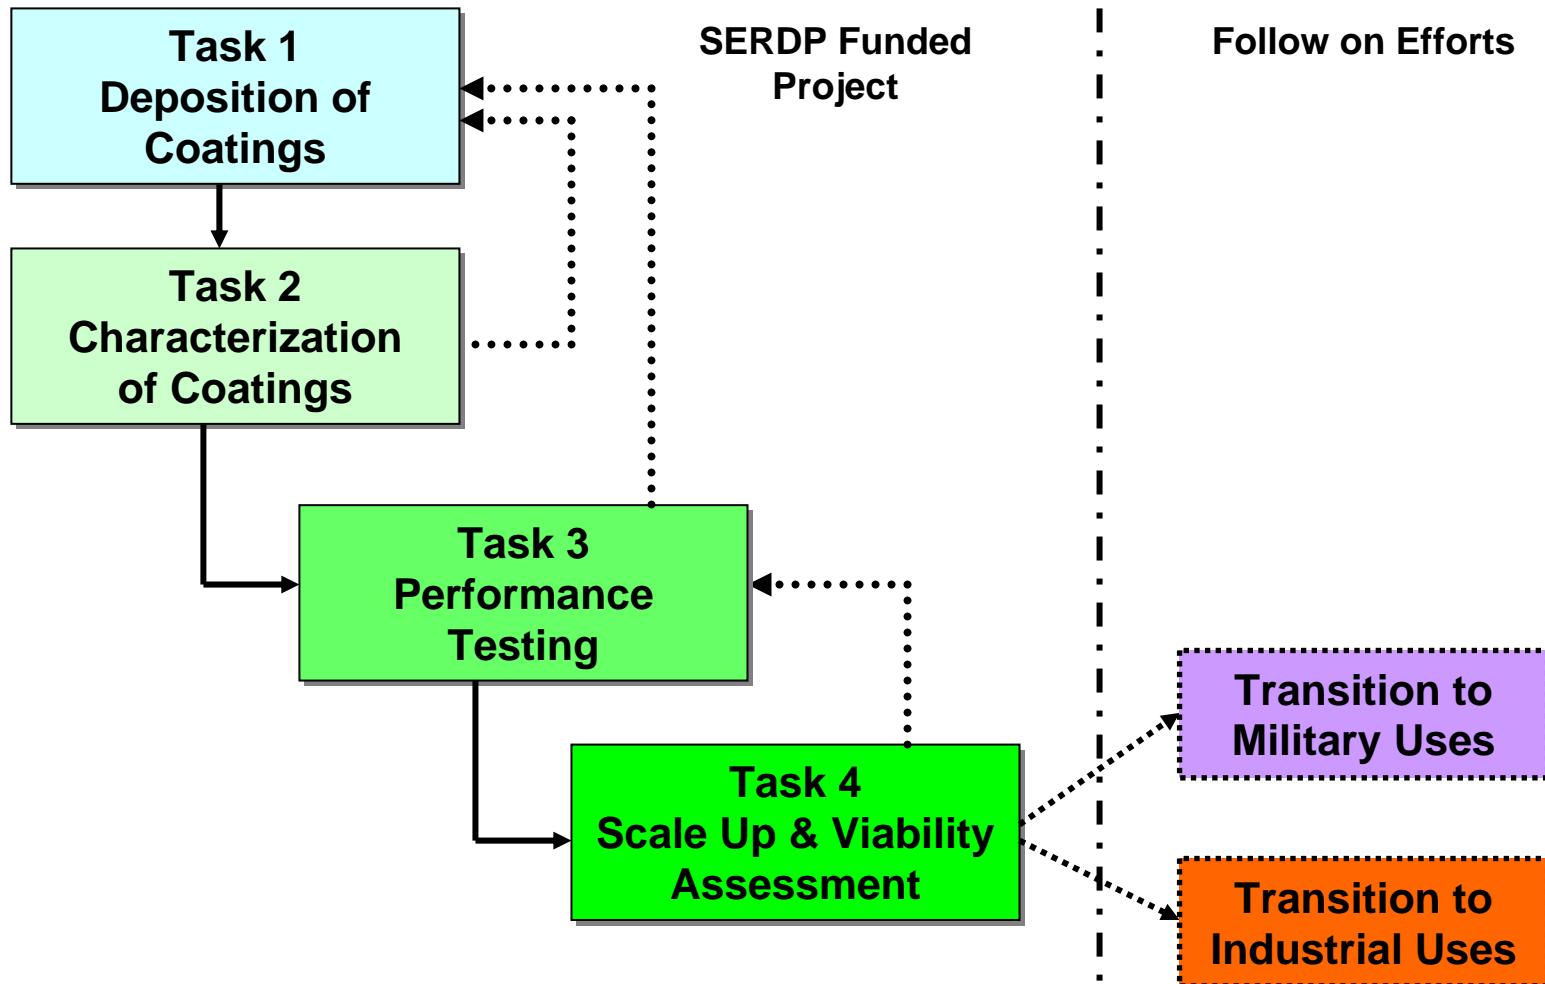 Task 1
Deposition of
Coatings
SERDP Funded
Project
Follow on Efforts
Task 2
Characterization
of Coatings
Task 3
Performance
Testing
Transition to
Military Uses
Task 4
Scale Up & Viability
Assessment
Transition to
Industrial Uses